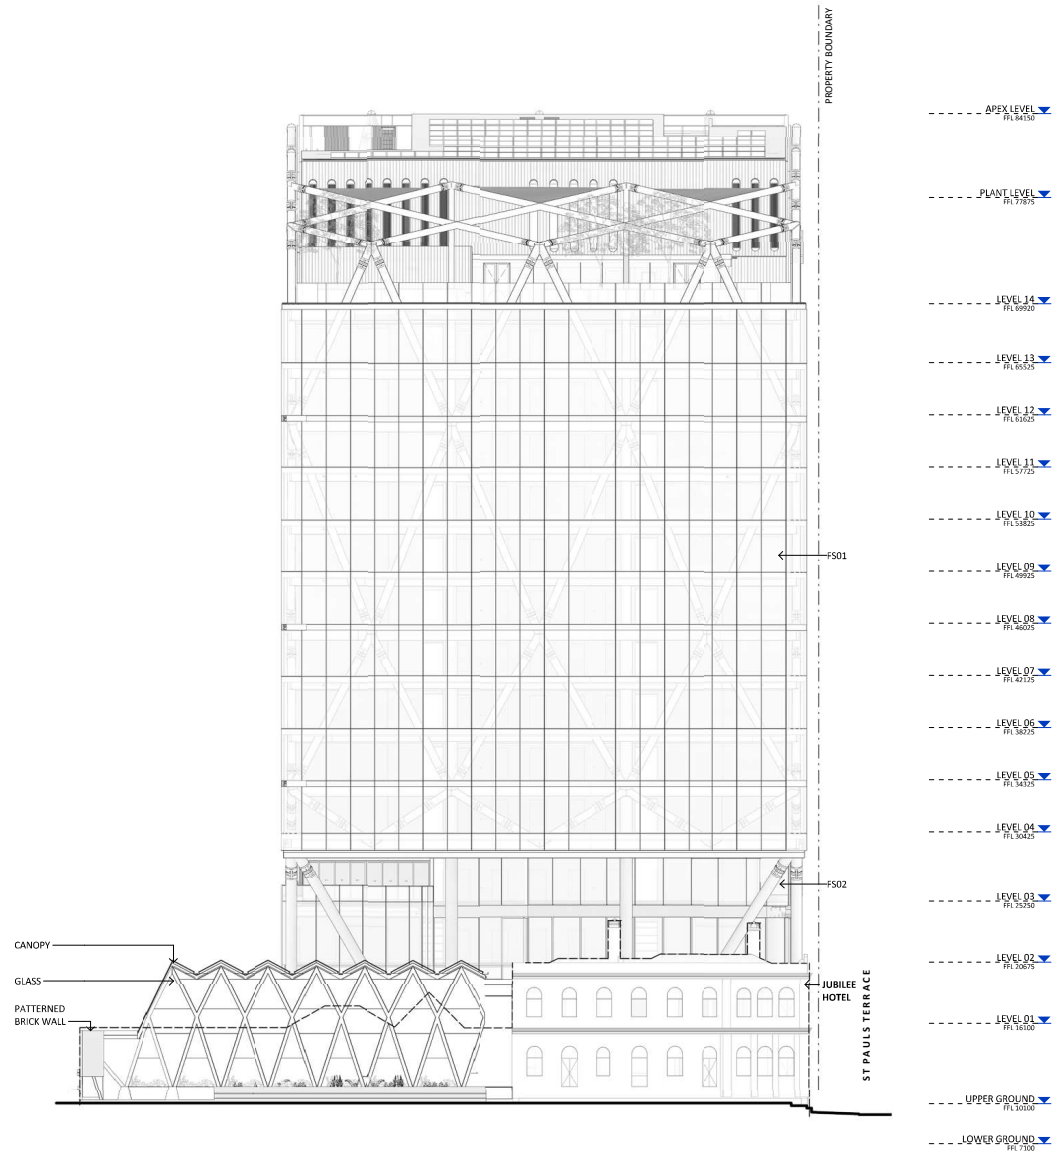 PROPERTY BOUNDARY
APEX LEVEL
FFL 84150
PLANT LEVEL
FFL 77875
LEVEL 14
FFL 69920
LEVEL 13
FFL 65525
LEVEL 12
FFL 61625
LEVEL 11
FFL 57725
LEVEL 10
FFL 53825
FS01
LEVEL 09
FFL 49925
LEVEL 08
FFL 46025
LEVEL 07
FFL 42125
LEVEL 06
FFL 38225
LEVEL 05
FFL 34325
LEVEL 04
FFL 30425
FS02
LEVEL 03
FFL 25250
CANOPY
LEVEL 02
FFL 20675
GLASS
JUBILEE
HOTEL
PATTERNED
BRICK WALL
ST PAULS TERRACE
LEVEL 01
FFL 16100
UPPER GROUND
FFL 10100
LOWER GROUND
FFL 7100